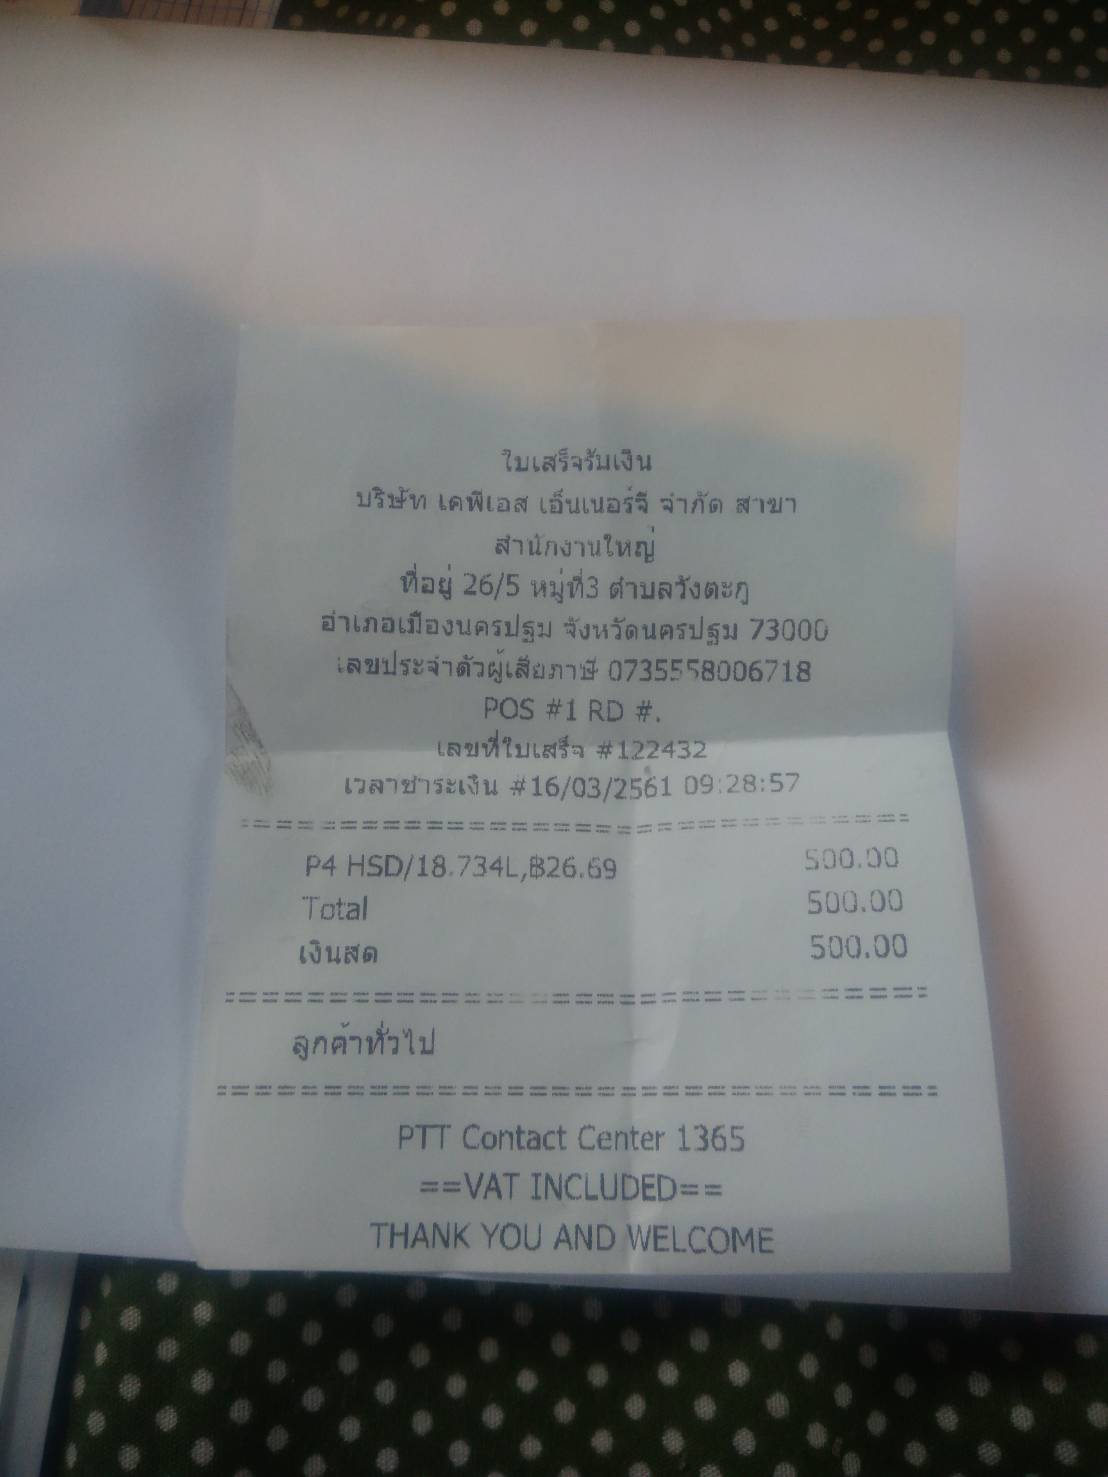 ใบเสร็จรับเงิน
บริษัท เคพีเอส เอ็นเนอร์จี จำกัด สาขา
สำนักงานใหญ่
ที่อยู่ 26/5 หมู่ที่3 ตำบลวังตะกู
อำเภอเมืองนครปฐม จังหวัดนครปฐม 73000
เลขประจำตัวผู้เสียภาษี 0735558006718
POS #1 RD #.
เลขที่ใบเสร็จ #122432
เวลาชำระเงิน #16/03/2561 09:28:57
P4 HSD/18.734L,฿26.69 500.00
Total 500.00
เงินสด 500.00
ลูกค้าทั่วไป
PTT Contact Center 1365
==VAT INCLUDED==
THANK YOU AND WELCOME